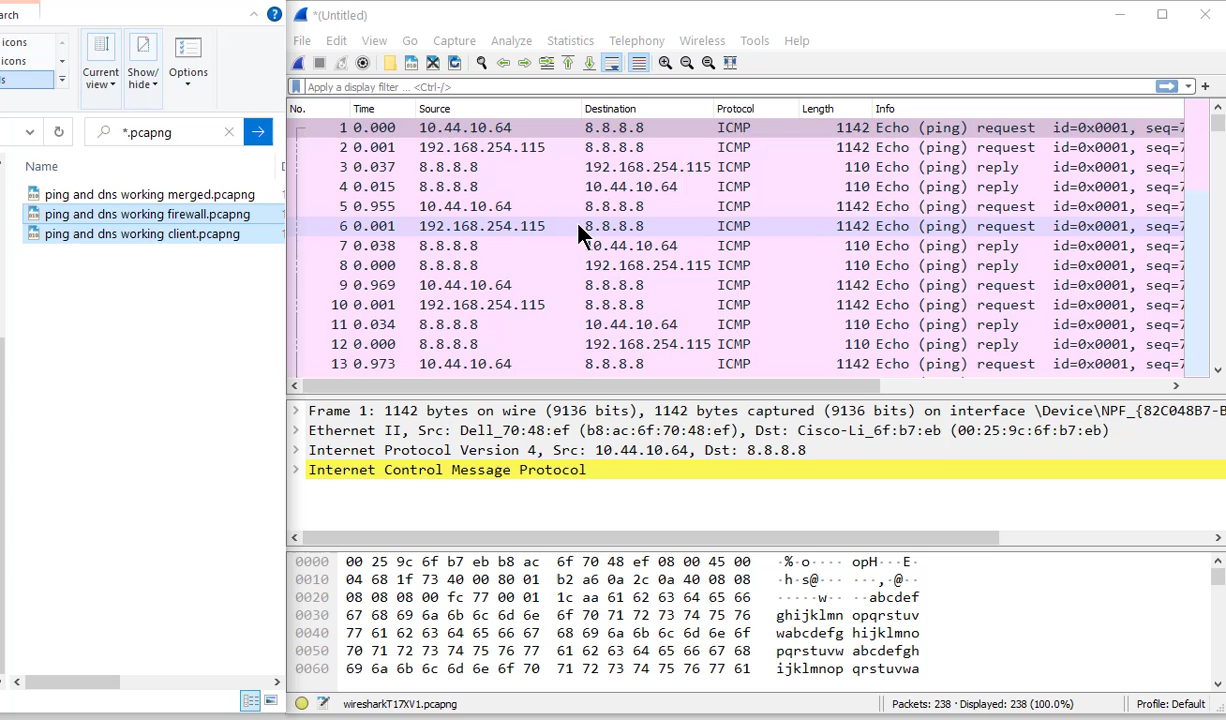 arch
icons
icons
ls
Current view
Show/ hide
Options
*.pcapng
Name
ping and dns working merged.pcapng
ping and dns working firewall.pcapng
ping and dns working client.pcapng
*(Untitled)
File Edit View Go Capture Analyze Statistics Telephony Wireless Tools Help
Apply a display filter ... <Ctrl-/>
No. Time Source Destination Protocol Length Info
1 0.000 10.44.10.64 8.8.8.8 ICMP 1142 Echo (ping) request id=0x0001, seq=7
2 0.001 192.168.254.115 8.8.8.8 ICMP 1142 Echo (ping) request id=0x0001, seq=7
3 0.037 8.8.8.8 192.168.254.115 ICMP 110 Echo (ping) reply id=0x0001, seq=7
4 0.015 8.8.8.8 10.44.10.64 ICMP 110 Echo (ping) reply id=0x0001, seq=7
5 0.955 10.44.10.64 8.8.8.8 ICMP 1142 Echo (ping) request id=0x0001, seq=7
6 0.001 192.168.254.115 8.8.8.8 ICMP 1142 Echo (ping) request id=0x0001, seq=7
7 0.038 8.8.8.8 10.44.10.64 ICMP 110 Echo (ping) reply id=0x0001, seq=7
8 0.000 8.8.8.8 192.168.254.115 ICMP 110 Echo (ping) reply id=0x0001, seq=7
9 0.969 10.44.10.64 8.8.8.8 ICMP 1142 Echo (ping) request id=0x0001, seq=7
10 0.001 192.168.254.115 8.8.8.8 ICMP 1142 Echo (ping) request id=0x0001, seq=7
11 0.034 8.8.8.8 10.44.10.64 ICMP 110 Echo (ping) reply id=0x0001, seq=7
12 0.000 8.8.8.8 192.168.254.115 ICMP 110 Echo (ping) reply id=0x0001, seq=7
13 0.973 10.44.10.64 8.8.8.8 ICMP 1142 Echo (ping) request id=0x0001, seq=7
Frame 1: 1142 bytes on wire (9136 bits), 1142 bytes captured (9136 bits) on interface \Device\NPF_{82C048B7-B
Ethernet II, Src: Dell_70:48:ef (b8:ac:6f:70:48:ef), Dst: Cisco-Li_6f:b7:eb (00:25:9c:6f:b7:eb)
Internet Protocol Version 4, Src: 10.44.10.64, Dst: 8.8.8.8
Internet Control Message Protocol
0000 00 25 9c 6f b7 eb b8 ac 6f 70 48 ef 08 00 45 00 ·%·o···· opH···E·
0010 04 68 1f 73 40 00 80 01 b2 a6 0a 2c 0a 40 08 08 ·h·s@··· ···,·@··
0020 08 08 08 00 fc 77 00 01 1c aa 61 62 63 64 65 66 ·····w·· ··abcdef
0030 67 68 69 6a 6b 6c 6d 6e 6f 70 71 72 73 74 75 76 ghijklmn opqrstuv
0040 77 61 62 63 64 65 66 67 68 69 6a 6b 6c 6d 6e 6f wabcdefg hijklmno
0050 70 71 72 73 74 75 76 77 61 62 63 64 65 66 67 68 pqrstuvw abcdefgh
0060 69 6a 6b 6c 6d 6e 6f 70 71 72 73 74 75 76 77 61 ijklmnop qrstuvwa
wiresharkT17XV1.pcapng
Packets: 238 · Displayed: 238 (100.0%)
Profile: Default